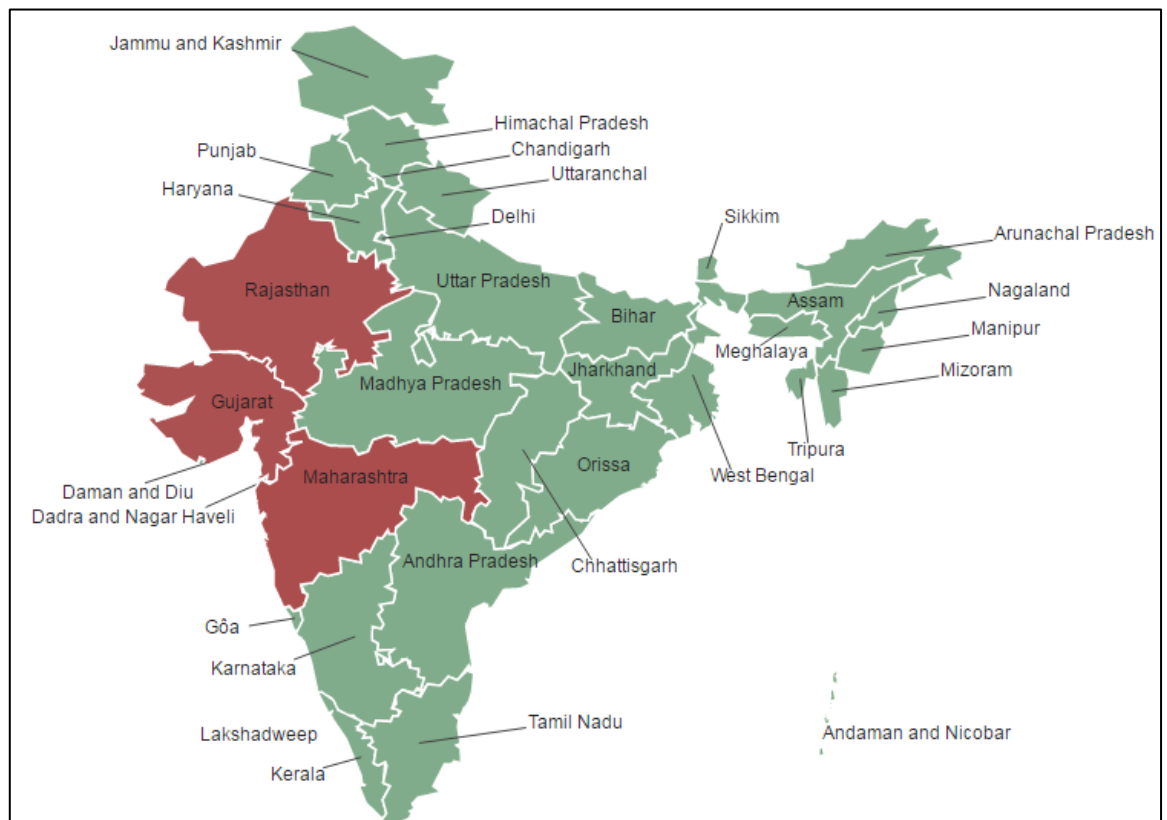 Jammu and Kashmir
Himachal Pradesh
Punjab
Chandigarh
Uttaranchal
Haryana
Delhi
Sikkim
Arunachal Pradesh
Rajasthan
Uttar Pradesh
Assam
Nagaland
Bihar
Manipur
Meghalaya
Jharkhand
Mizoram
Madhya Pradesh
Gujarat
Tripura
Orissa
West Bengal
Maharashtra
Daman and Diu
Dadra and Nagar Haveli
Andhra Pradesh
Chhattisgarh
Gôa
Karnataka
Tamil Nadu
Lakshadweep
Andaman and Nicobar
Kerala